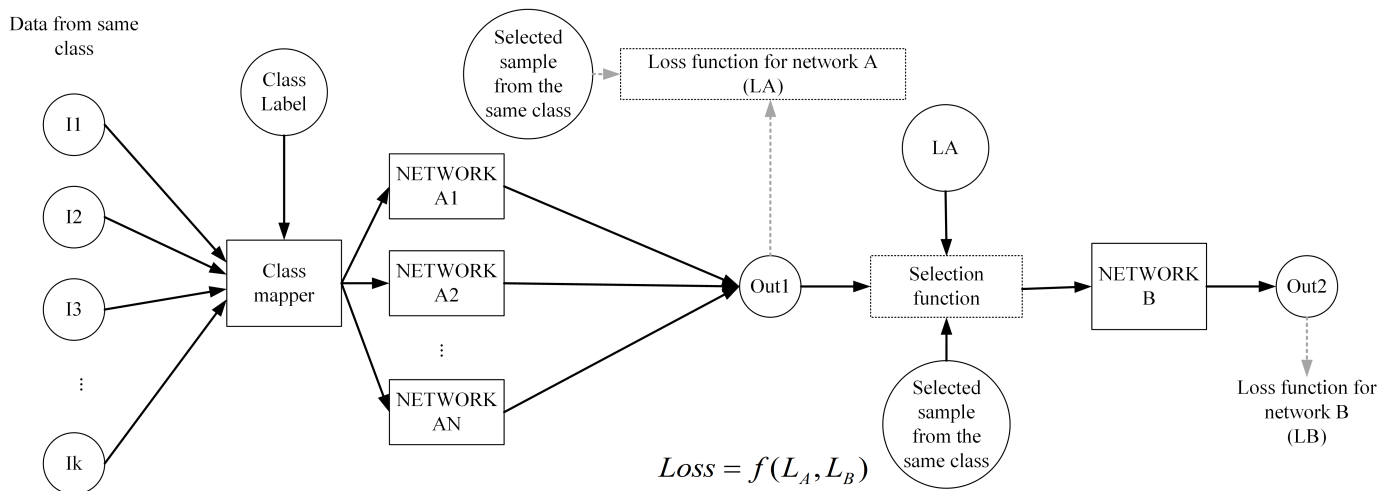 Data from same
class
I1
I2
I3
⋮
Ik
Class
Label
Class
mapper
NETWORK
A1
NETWORK
A2
⋮
NETWORK
AN
Selected
sample
from the
same class
Loss function for network A
(LA)
Out1
LA
Selection
function
Selected
sample
from the
same class
NETWORK
B
Out2
Loss function for
network B
(LB)
Loss = f(L_A, L_B)